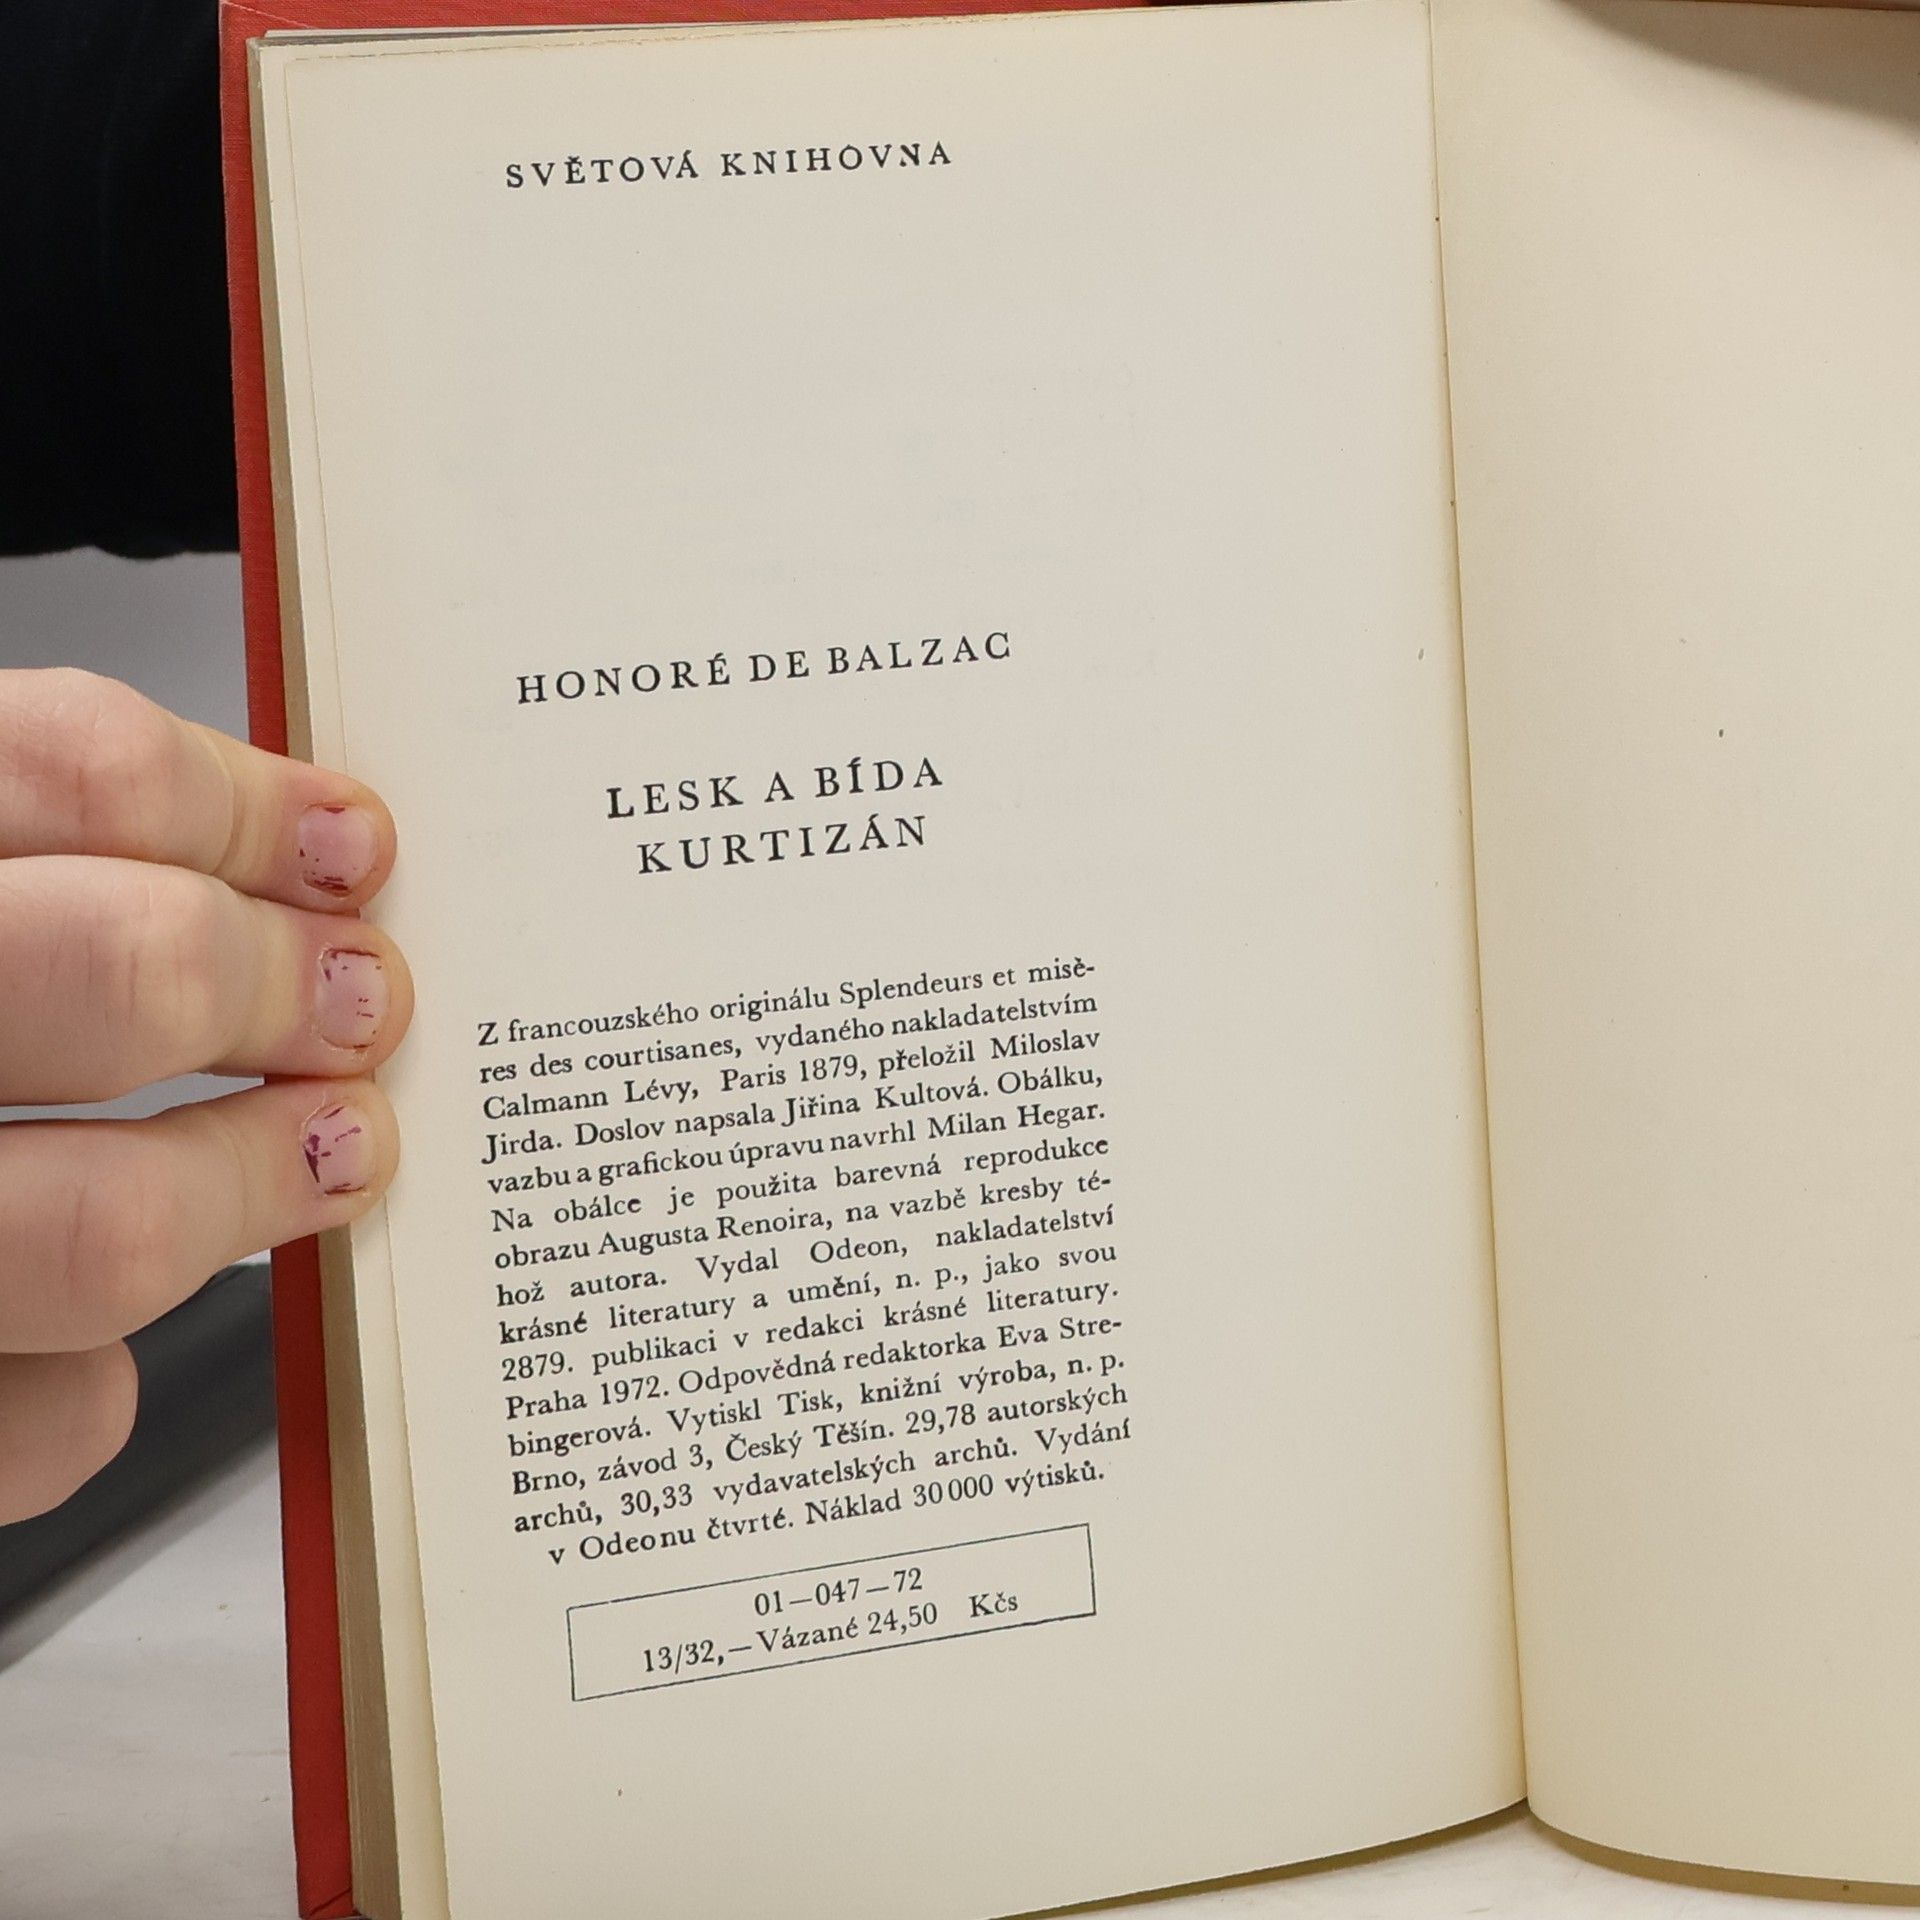 SVĚTOVÁ KNIHOVNA
HONORÉ DE BALZAC
LESK A BÍDA
KURTIZÁN
Z francouzského originálu Splendeurs et misè-
res des courtisanes, vydaného nakladatelstvím
Calmann Lévy, Paris 1879, přeložil Miloslav
Jirda. Doslov napsala Jiřina Kultová. Obálku,
vazbu a grafickou úpravu navrhl Milan Hegar.
Na obálce je použita barevná reprodukce
obrazu Augusta Renoira, na vazbě kresby té-
hož autora. Vydal Odeon, nakladatelství
krásné literatury a umění, n. p., jako svou
2879. publikaci v redakci krásné literatury.
Praha 1972. Odpovědná redaktorka Eva Stre-
bingerová. Vytiskl Tisk, knižní výroba, n. p.
Brno, závod 3, Český Těšín. 29,78 autorských
archů, 30,33 vydavatelských archů. Vydání
v Odeonu čtvrté. Náklad 30 000 výtisků.
01—047—72
13/32,— Vázané 24,50 Kčs